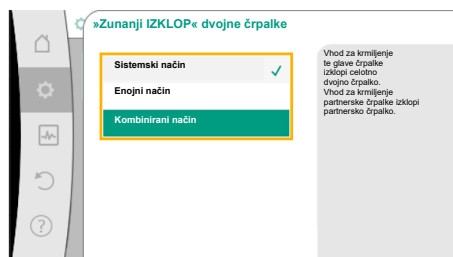 »Zunanji IZKLOP« dvojne črpalke
Sistemski način
Enojni način
Kombinirani način
Vhod za krmiljenje
te glave črpalke
izklopi celotno
dvojno črpalko.
Vhod za krmiljenje
partnerske črpalke izklopi
partnersko črpalko.
?